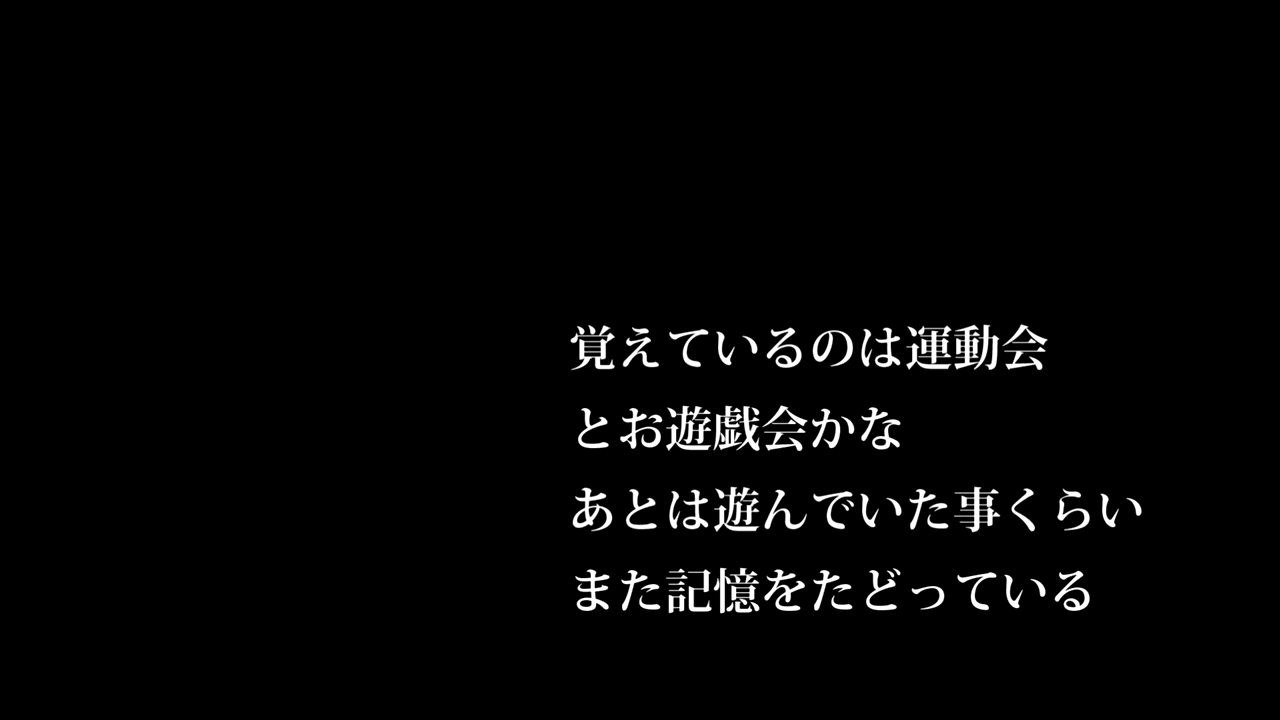 覚えているのは運動会
とお遊戯会かな
あとは遊んでいた事くらい
また記憶をたどっている